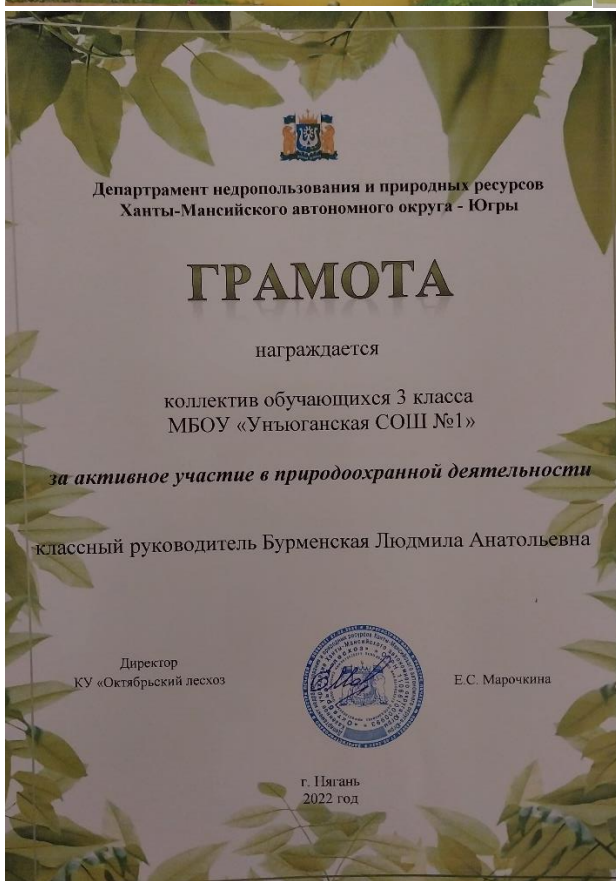 Департрамент недропользования и природных ресурсов
Ханты-Мансийского автономного округа - Югры
ГРАМОТА
награждается
коллектив обучающихся 3 класса
МБОУ «Унъюганская СОШ №1»
за активное участие в природоохранной деятельности
классный руководитель Бурменская Людмила Анатольевна
Директор
КУ «Октябрьский лесхоз
Е.С. Марочкина
г. Нягань
2022 год